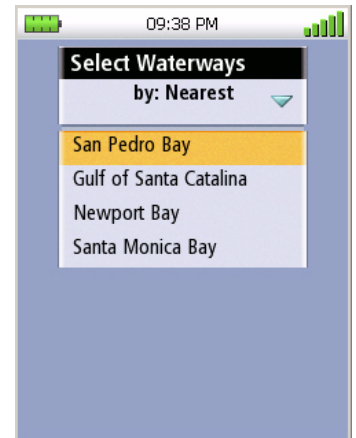 09:38 PM
Select Waterways
by: Nearest
San Pedro Bay
Gulf of Santa Catalina
Newport Bay
Santa Monica Bay